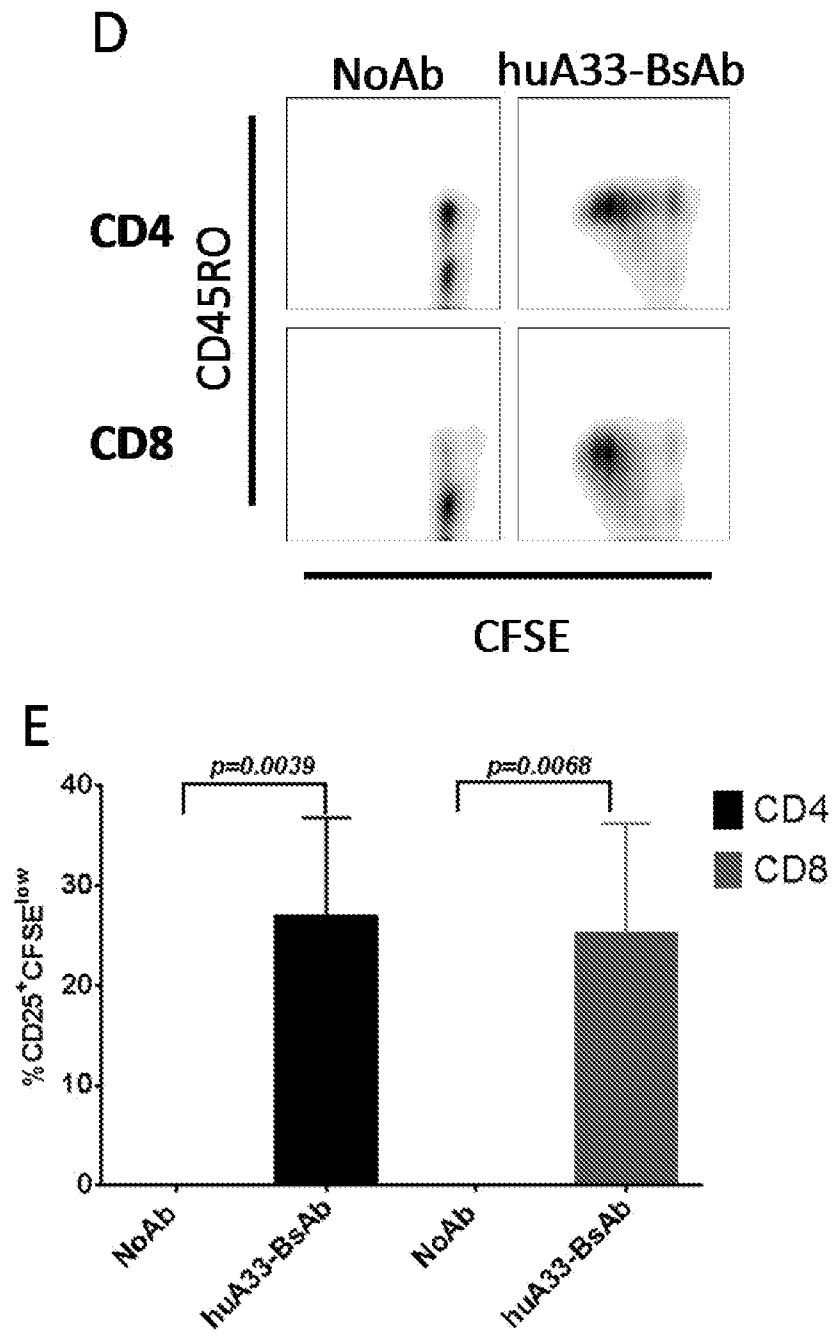 D
NoAb huA33-BsAb
CD4
CD45RO
CD8
CFSE
E
p=0.0039 p=0.0068
40
30
20
10
0
%CD25⁺CFSEˡᵒʷ
CD4
CD8
NoAb
huA33-BsAb
NoAb
huA33-BsAb